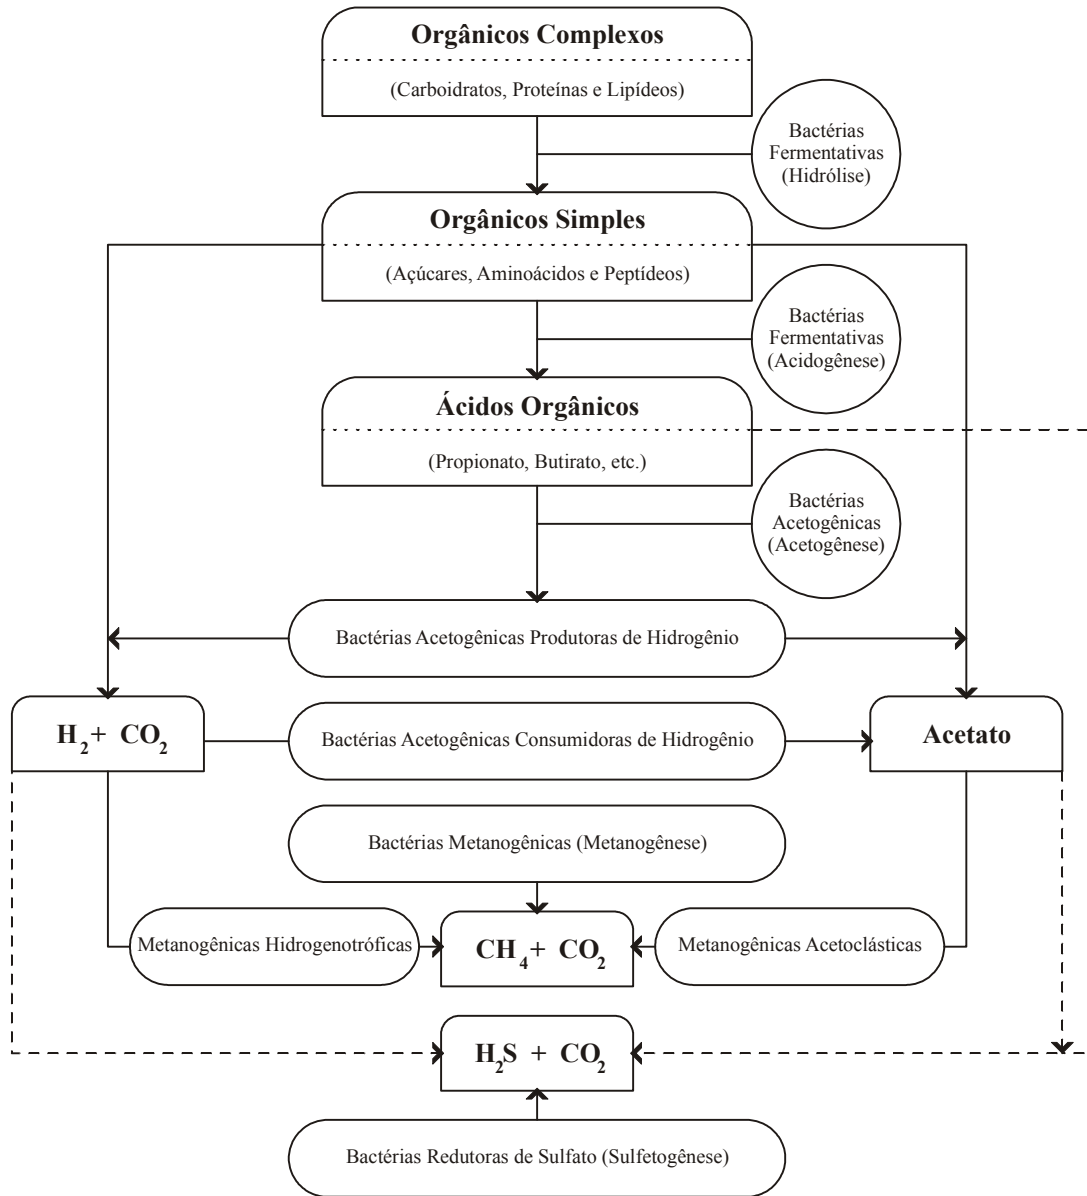 Orgânicos Complexos
(Carboidratos, Proteínas e Lipídeos)
Bactérias
Fermentativas
(Hidrólise)
Orgânicos Simples
(Açúcares, Aminoácidos e Peptídeos)
Bactérias
Fermentativas
(Acidogênese)
Ácidos Orgânicos
(Propionato, Butirato, etc.)
Bactérias
Acetogênicas
(Acetogênese)
Bactérias Acetogênicas Produtoras de Hidrogênio
H₂+ CO₂
Bactérias Acetogênicas Consumidoras de Hidrogênio
Acetato
Bactérias Metanogênicas (Metanogênese)
Metanogênicas Hidrogenotróficas
CH₄+ CO₂
Metanogênicas Acetoclásticas
H₂S + CO₂
Bactérias Redutoras de Sulfato (Sulfetogênese)